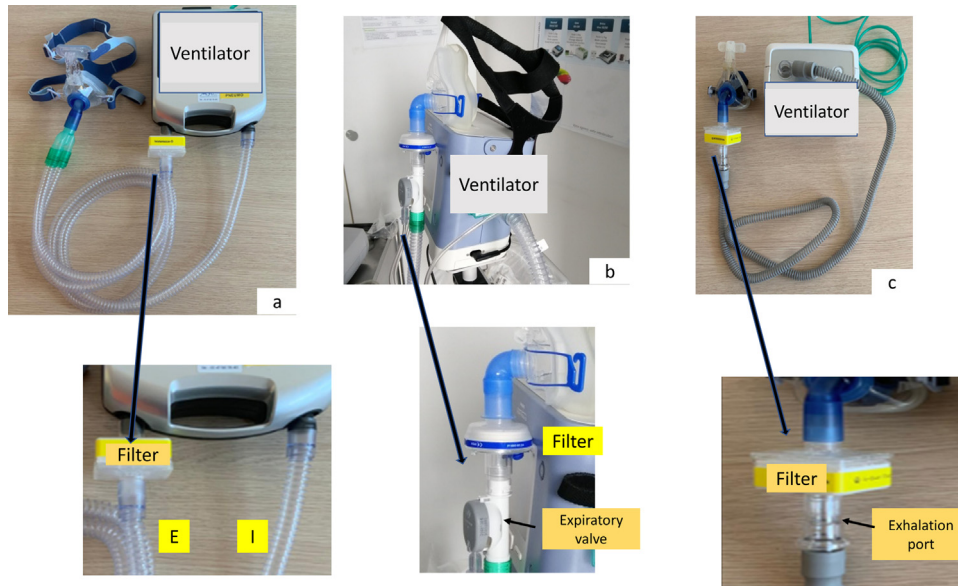 Ventilator
a
Ventilator
b
Ventilator
c
Filter
E
I
Filter
Expiratory
valve
Filter
Exhalation
port